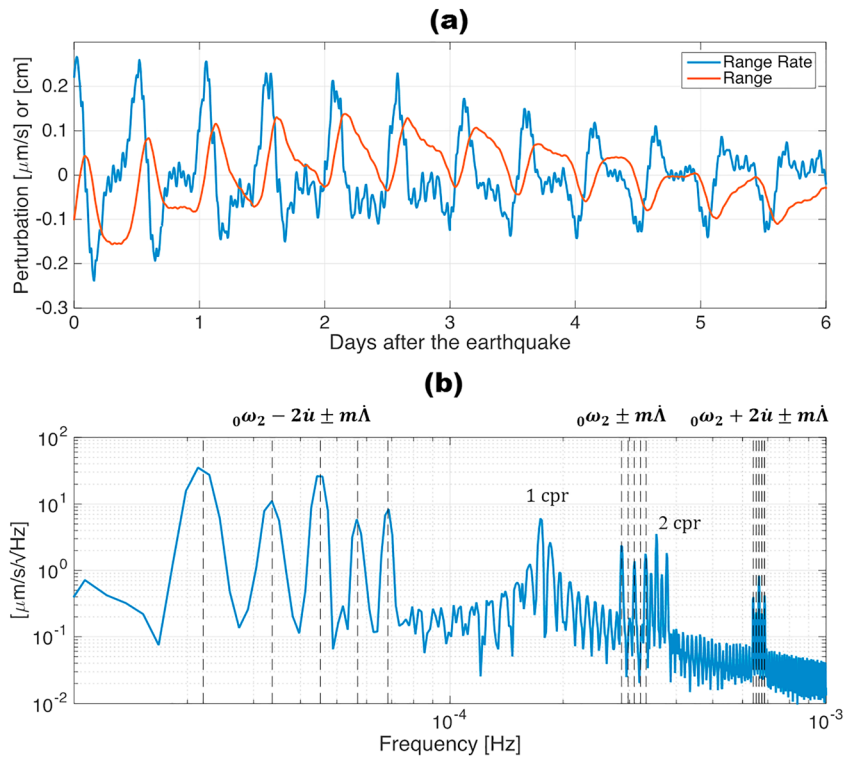 (a)
Perturbation [μm/s] or [cm]
0.2
0.1
0
-0.1
-0.2
-0.3
Range Rate
Range
0 1 2 3 4 5 6
Days after the earthquake
(b)
₀ω₂ − 2u̇ ± mΛ̇ ₀ω₂ ± mΛ̇ ₀ω₂ + 2u̇ ± mΛ̇
[μm/s/√Hz]
10²
10¹
10⁰
10⁻¹
10⁻²
1 cpr
2 cpr
10⁻⁴ 10⁻³
Frequency [Hz]